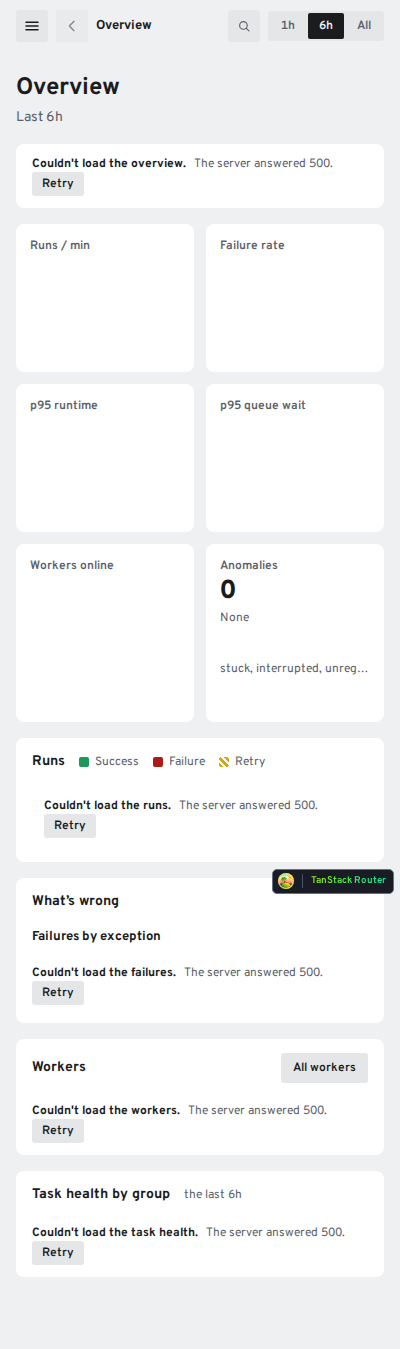 Overview
1h 6h All
Overview
Last 6h
Couldn't load the overview. The server answered 500.
Retry
Runs / min
Failure rate
p95 runtime
p95 queue wait
Workers online
Anomalies
0
None
stuck, interrupted, unreg…
Runs Success Failure Retry
Couldn't load the runs. The server answered 500.
Retry
TanStack Router
What's wrong
Failures by exception
Couldn't load the failures. The server answered 500.
Retry
Workers
All workers
Couldn't load the workers. The server answered 500.
Retry
Task health by group the last 6h
Couldn't load the task health. The server answered 500.
Retry